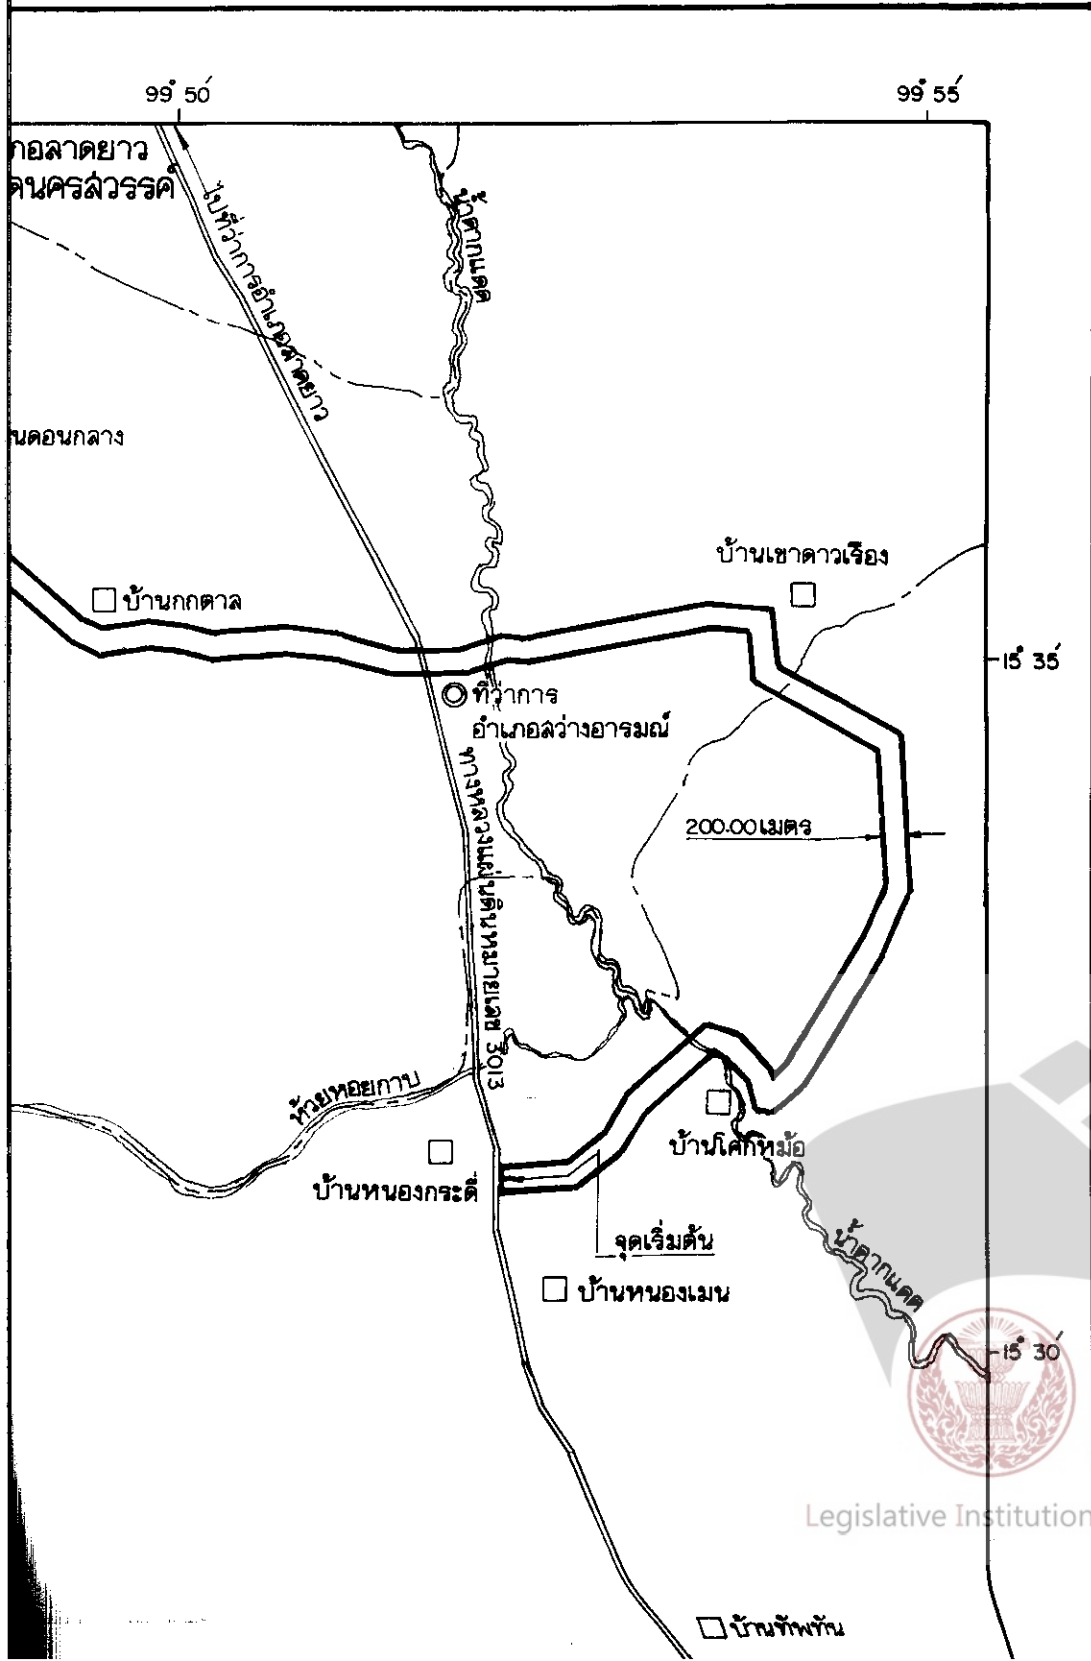 99° 50′
99° 55′
กอลาดยาว
ดนครสวรรค์
ไปที่ว่าการอำเภอลาดยาว
น้ำตากแดด
นดอนกลาง
บ้านเขาดาวเรือง
บ้านกกตาล
15° 35′
ที่ว่าการ
อำเภอสว่างอารมณ์
ทางหลวงแผ่นดินหมายเลข 3013
200.00 เมตร
ห้วยหอยกาบ
บ้านโคกหม้อ
บ้านหนองกระดี่
จุดเริ่มต้น
น้ำตากแดด
บ้านหนองเมน
15° 30′
Legislative Institution
บ้านทัพทัน